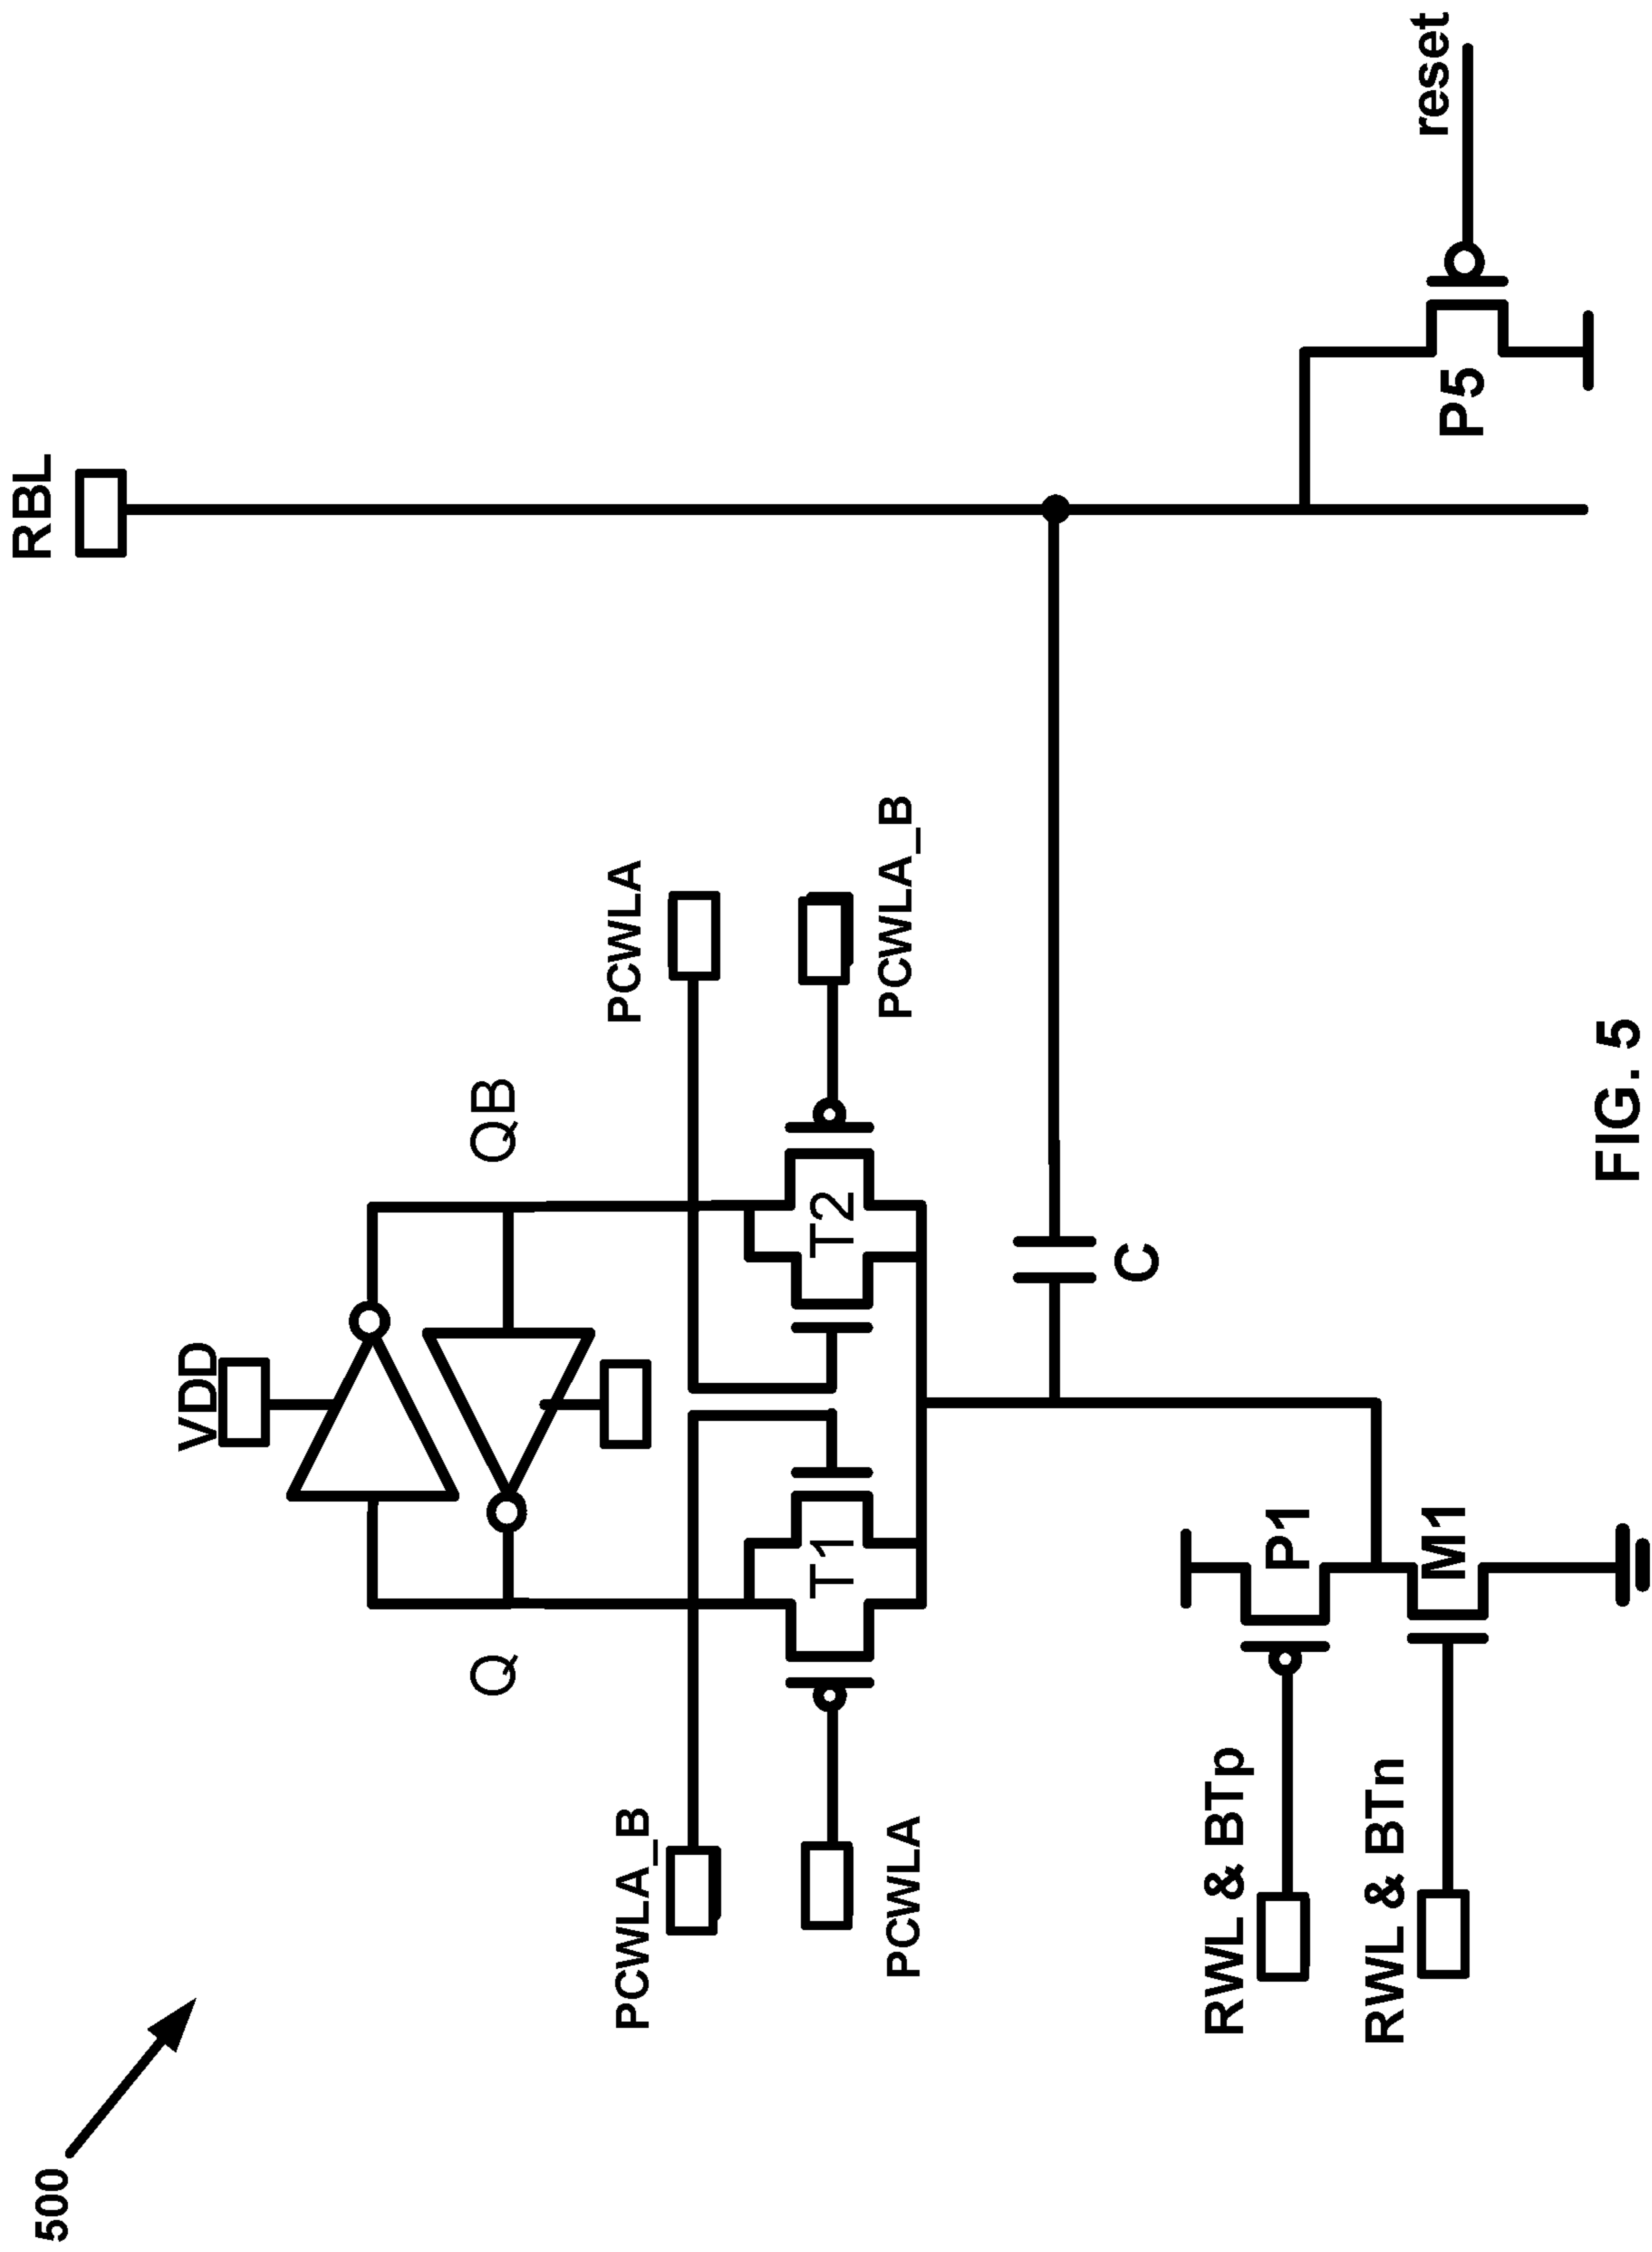 500
RBL
VDD
Q
QB
PCWLA_B
PCWLA
PCWLA
PCWLA_B
T1
T2
C
RWL & BTp
P1
RWL & BTn
M1
P5
reset
FIG. 5